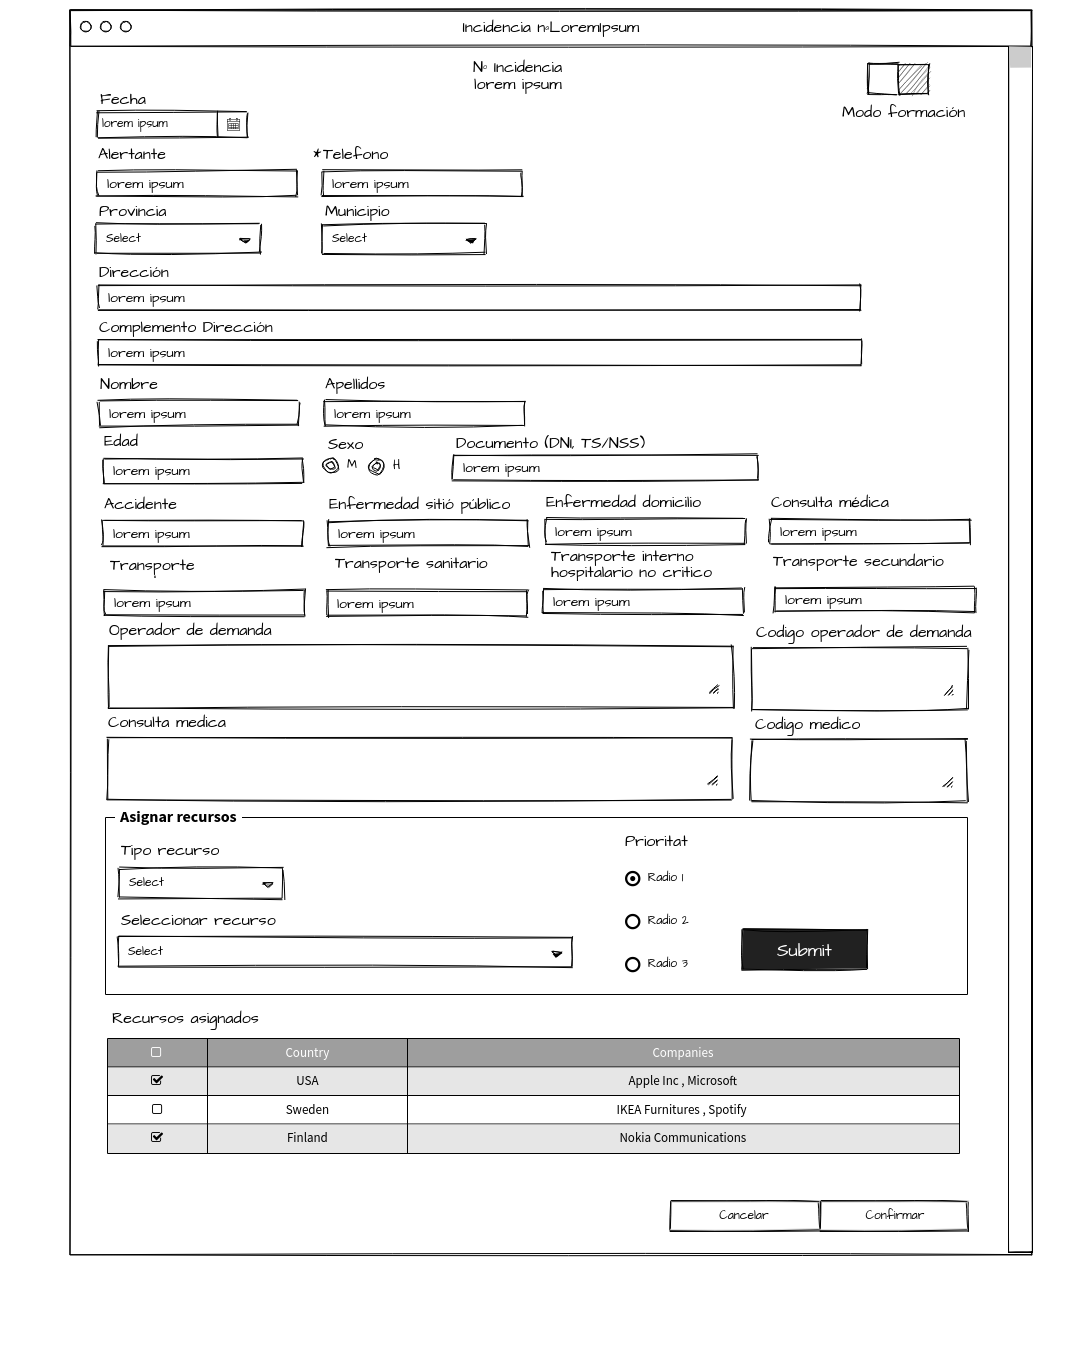 Incidencia nºLoremIpsum
Nº Incidencia
lorem ipsum
Modo formación
Fecha
lorem ipsum
Alertante *Telefono
lorem ipsum lorem ipsum
Provincia Municipio
Select Select
Dirección
lorem ipsum
Complemento Dirección
lorem ipsum
Nombre Apellidos
lorem ipsum lorem ipsum
Edad Sexo Documento (DNI, TS/NSS)
lorem ipsum M H lorem ipsum
Accidente Enfermedad sitió público Enfermedad domicilio Consulta médica
lorem ipsum lorem ipsum lorem ipsum lorem ipsum
Transporte Transporte sanitario Transporte interno Transporte secundario
hospitalario no critico
lorem ipsum lorem ipsum lorem ipsum lorem ipsum
Operador de demanda Codigo operador de demanda
Consulta medica Codigo medico
Asignar recursos
Tipo recurso Prioritat
Select Radio 1
Seleccionar recurso Radio 2
Select Radio 3 Submit
Recursos asignados
Country Companies
USA Apple Inc , Microsoft
Sweden IKEA Furnitures , Spotify
Finland Nokia Communications
Cancelar Confirmar